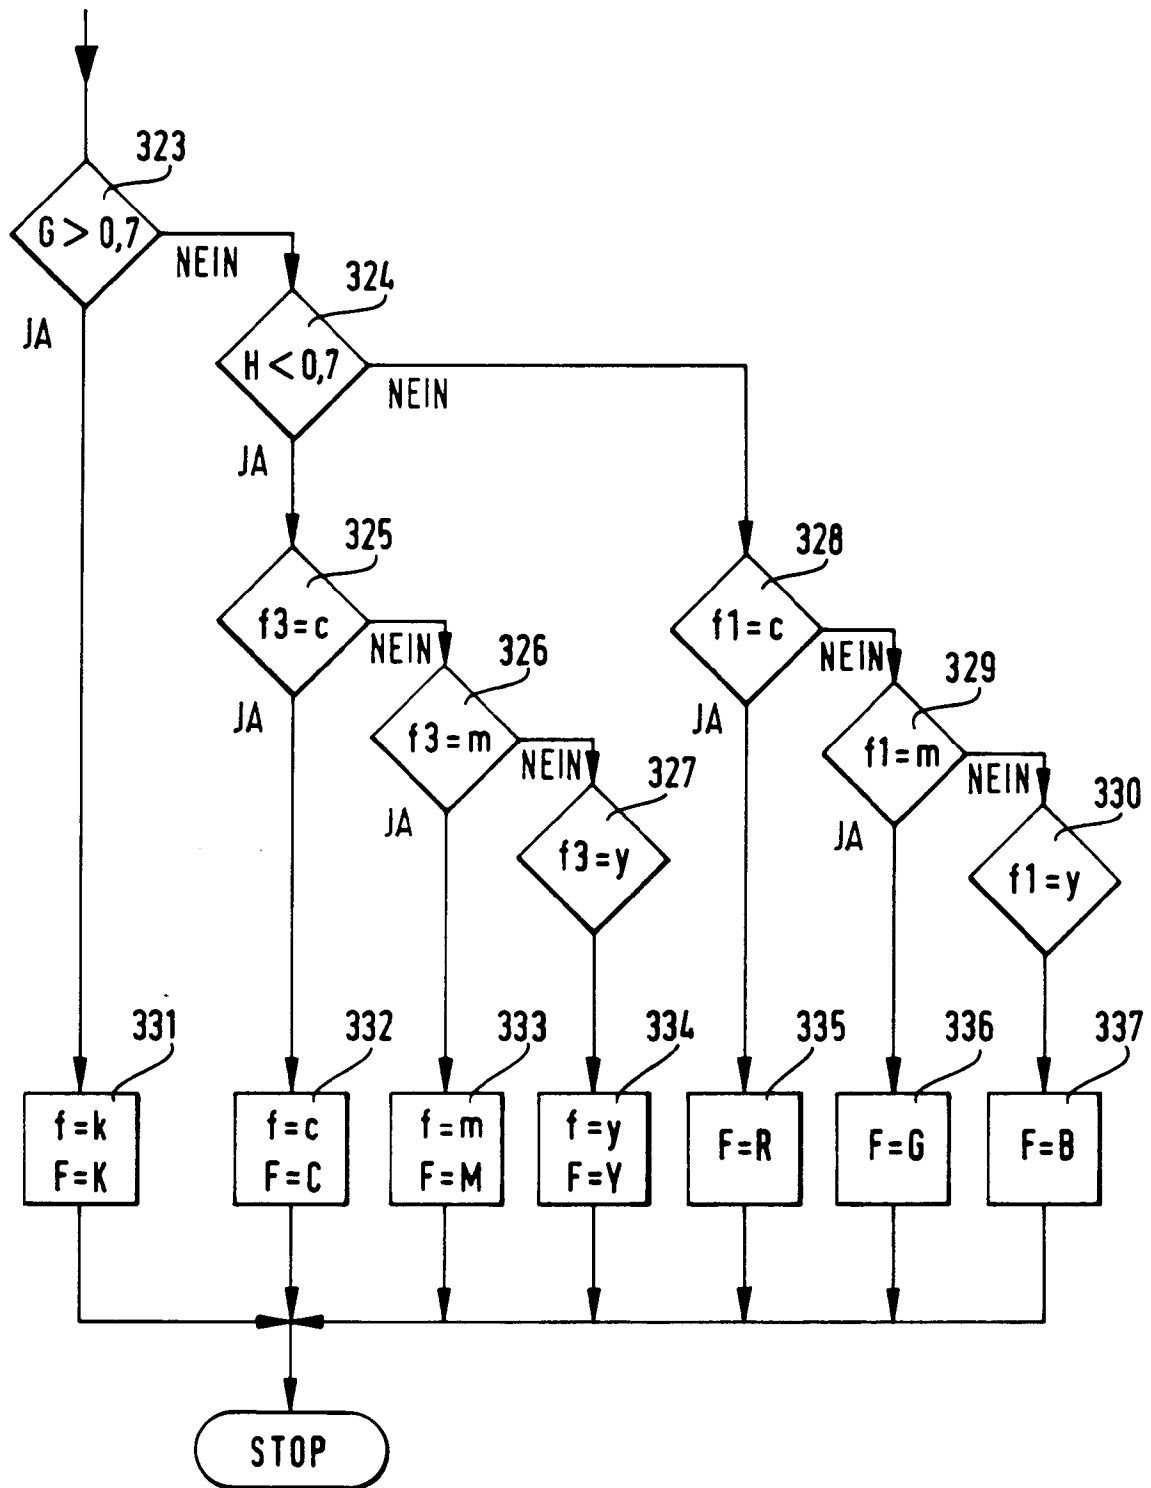 323
G > 0,7
NEIN
JA
324
H < 0,7
NEIN
JA
325
f3=c
NEIN
JA
326
f3=m
NEIN
JA
327
f3=y
328
f1=c
NEIN
JA
329
f1=m
NEIN
JA
330
f1=y
331
f=k
F=K
332
f=c
F=C
333
f=m
F=M
334
f=y
F=Y
335
F=R
336
F=G
337
F=B
STOP